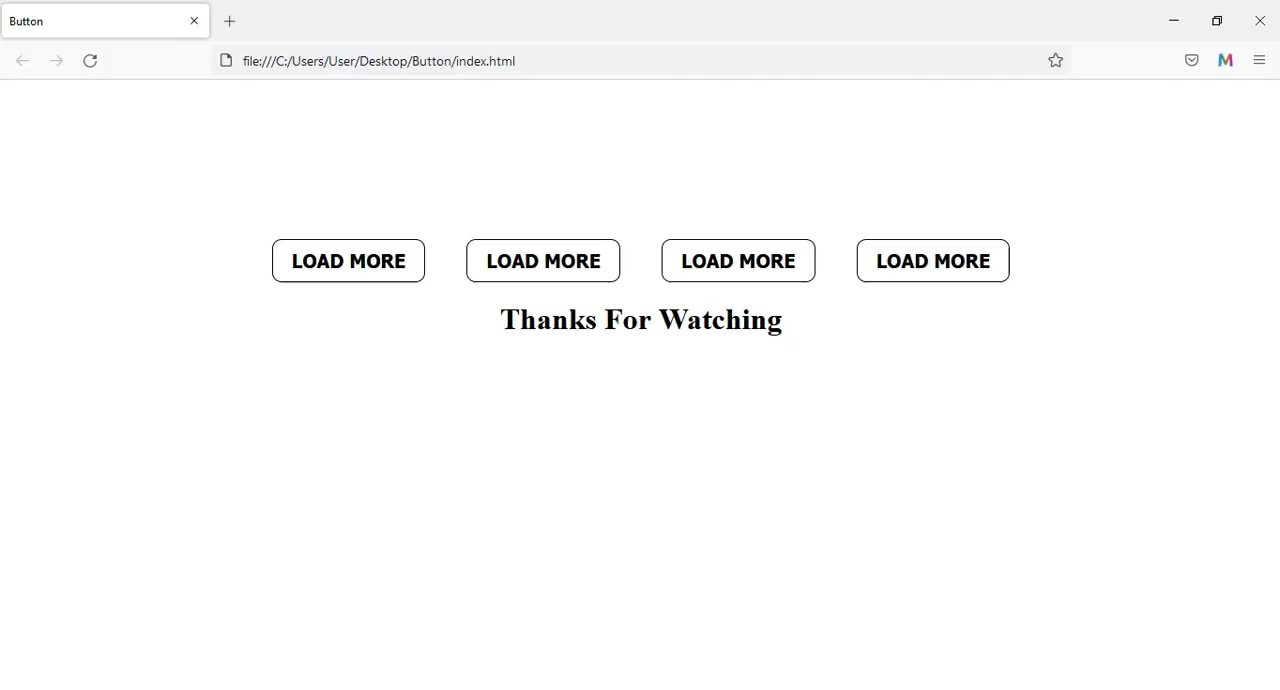 Button
file:///C:/Users/User/Desktop/Button/index.html
M
LOAD MORE LOAD MORE LOAD MORE LOAD MORE
Thanks For Watching